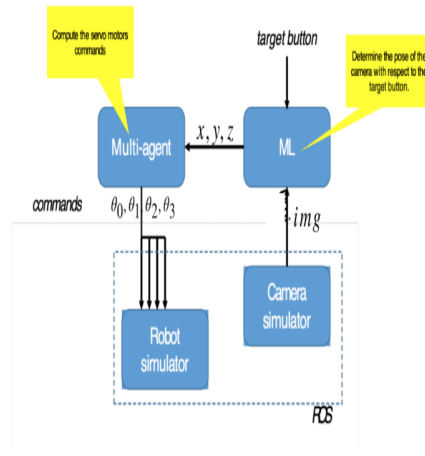 Compute the servo motors
commands
target button
Determine the pose of the
camera with respect to the
target button.
Multi-agent
x, y, z
ML
commands
θ0, θ1, θ2, θ3
img
Camera
simulator
Robot
simulator